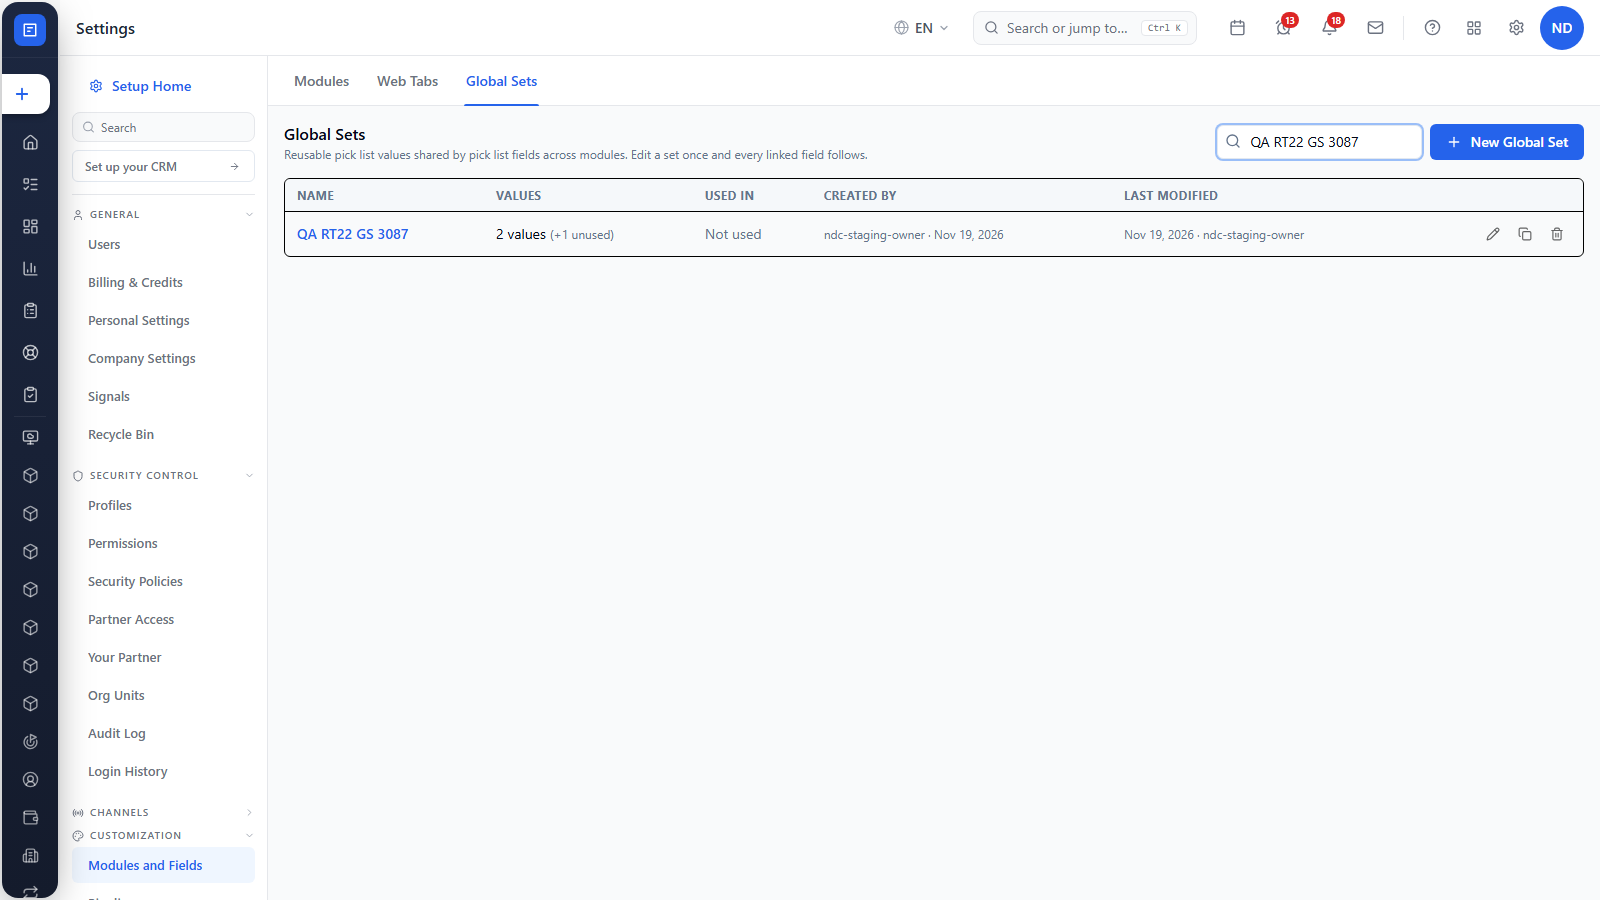 Settings
EN
Search or jump to...
Ctrl K
13
18
ND
Setup Home
Search
Set up your CRM
GENERAL
Users
Billing & Credits
Personal Settings
Company Settings
Signals
Recycle Bin
SECURITY CONTROL
Profiles
Permissions
Security Policies
Partner Access
Your Partner
Org Units
Audit Log
Login History
CHANNELS
CUSTOMIZATION
Modules and Fields
Modules
Web Tabs
Global Sets
Global Sets
Reusable pick list values shared by pick list fields across modules. Edit a set once and every linked field follows.
QA RT22 GS 3087
New Global Set
NAME
VALUES
USED IN
CREATED BY
LAST MODIFIED
QA RT22 GS 3087
2 values (+1 unused)
Not used
ndc-staging-owner · Nov 19, 2026
Nov 19, 2026 · ndc-staging-owner